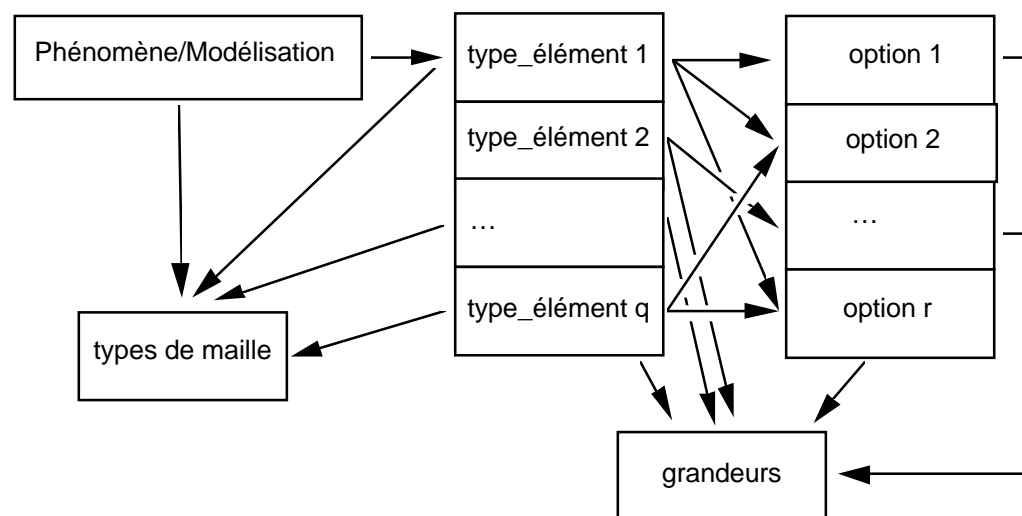 Phénomène/Modélisation
type_élément 1
option 1
type_élément 2
option 2
...
...
type_élément q
option r
types de maille
grandeurs